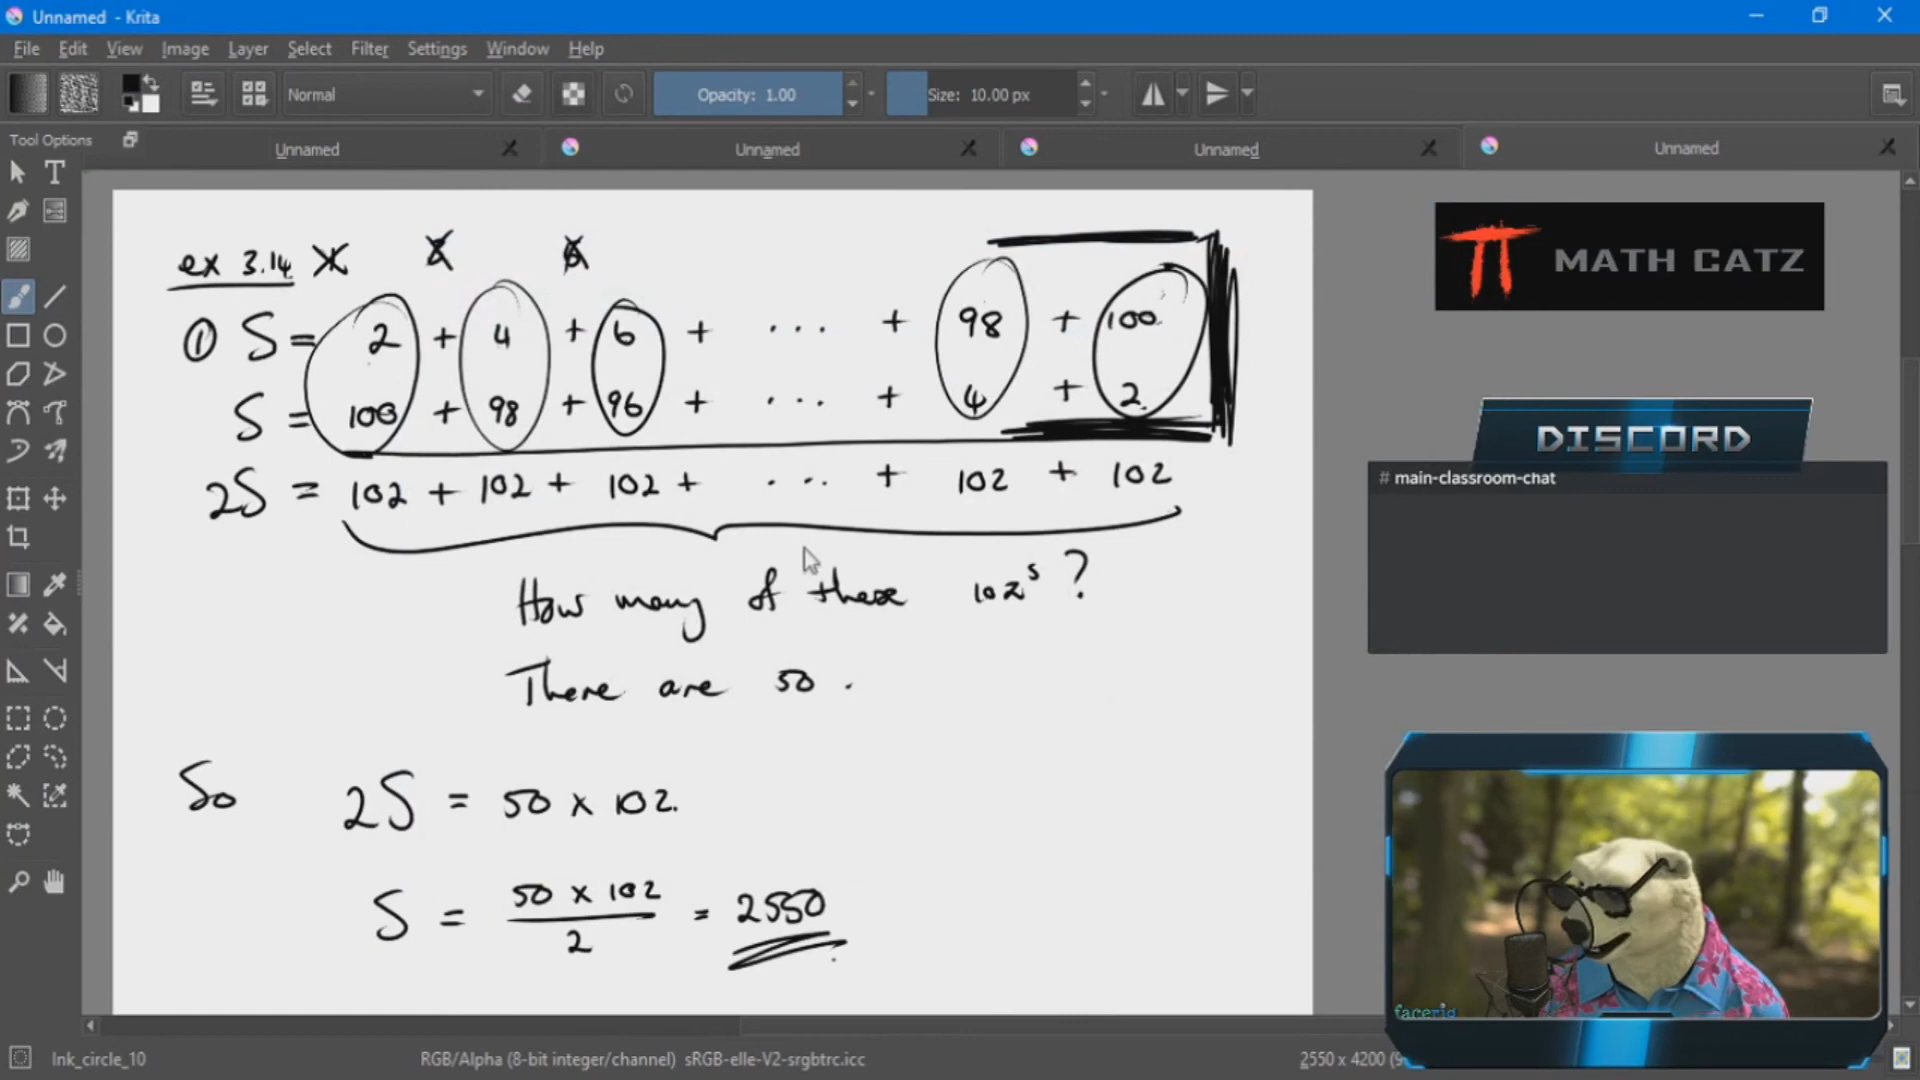 Unnamed - Krita
File Edit View Image Layer Select Filter Settings Window Help
Normal Opacity: 1.00 Size: 10.00 px
Tool Options Unnamed Unnamed Unnamed Unnamed
MATH CATZ
ex 3.14
① S = 2 + 4 + 6 + ... + 98 + 100
S = 100 + 98 + 96 + ... + 4 + 2
2S = 102 + 102 + 102 + ... + 102 + 102
How many of these 102s ?
There are 50.
So 2S = 50 x 102.
S = 50 x 102 / 2 = 2550
DISCORD
# main-classroom-chat
facerig
Ink_circle_10 RGB/Alpha (8-bit integer/channel) sRGB-elle-V2-srgbtrc.icc 2550 x 4200